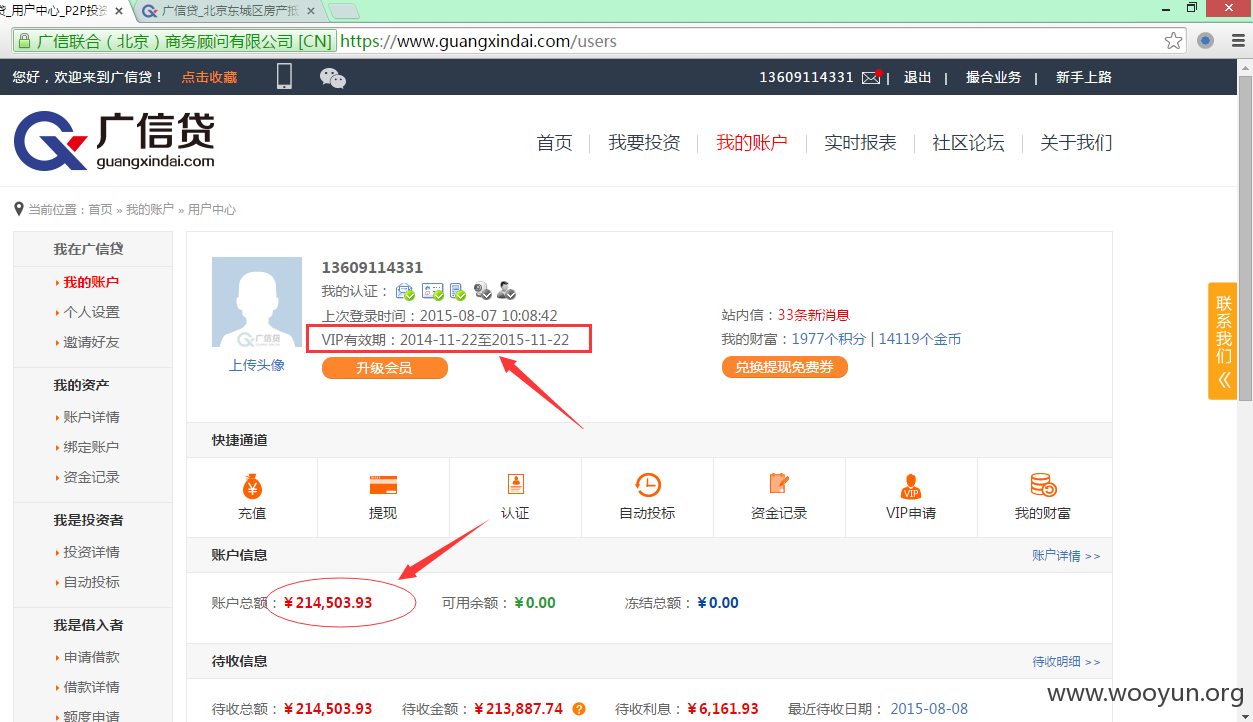 贷_用户中心_P2P投资
广信贷_北京东城区房产抵
广信联合（北京）商务顾问有限公司 [CN] https://www.guangxindai.com/users
您好，欢迎来到广信贷！ 点击收藏 13609114331 | 退出 | 撮合业务 | 新手上路
广信贷
guangxindai.com
首页 我要投资 我的账户 实时报表 社区论坛 关于我们
当前位置：首页 » 我的账户 » 用户中心
我在广信贷
我的账户
个人设置
邀请好友
我的资产
账户详情
绑定账户
资金记录
我是投资者
投资详情
自动投标
我是借入者
申请借款
借款详情
额度申请
广信贷
上传头像
13609114331
我的认证：
上次登录时间：2015-08-07 10:08:42
VIP有效期：2014-11-22至2015-11-22
升级会员
站内信：33条新消息
我的财富：1977个积分 | 14119个金币
兑换提现免费券
联系我们
快捷通道
充值 提现 认证 自动投标 资金记录 VIP申请 我的财富
账户信息 账户详情 >>
账户总额：￥214,503.93 可用余额：￥0.00 冻结总额：￥0.00
待收信息 待收明细 >>
待收总额：￥214,503.93 待收金额：￥213,887.74 待收利息：￥6,161.93 最近待收日期：2015-08-08
www.wooyun.org